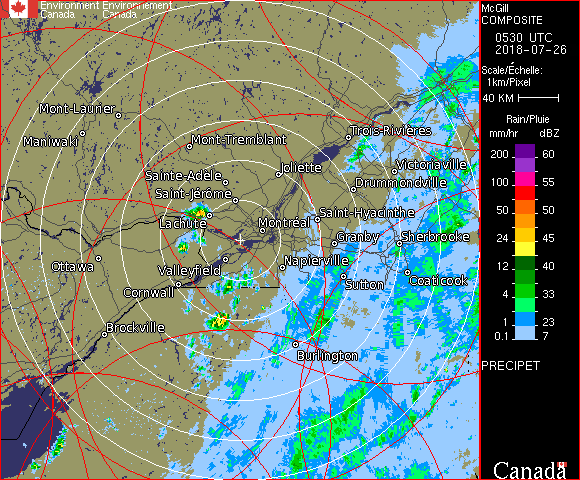 Environment Environnement
Canada Canada
McGill
COMPOSITE
0530 UTC
2018-07-26
Scale/Échelle:
1km/Pixel
40 KM
Rain/Pluie
mm/hr dBZ
200 60
100 55
75 50
50 45
24 40
12 33
4 23
1 7
0.1
PRECIPET
Canada
Mont-Laurier
Maniwaki
Mont-Tremblant
Trois-Rivières
Sainte-Adèle
Joliette
Victoriaville
Saint-Jérôme
Drummondville
Lachute
Montréal
Saint-Hyacinthe
Granby
Sherbrooke
Ottawa
Valleyfield
Napierville
Cornwall
Sutton
Coaticook
Brockville
Burlington